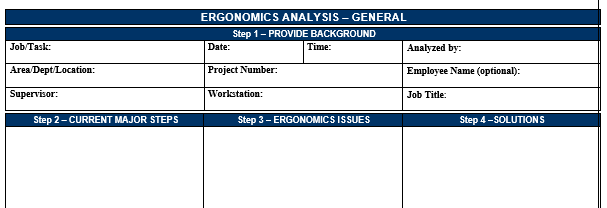 ERGONOMICS ANALYSIS – GENERAL
Step 1 – PROVIDE BACKGROUND
Job/Task: Date: Time: Analyzed by:
Area/Dept/Location: Project Number: Employee Name (optional):
Supervisor: Workstation: Job Title:
Step 2 – CURRENT MAJOR STEPS Step 3 – ERGONOMICS ISSUES Step 4 –SOLUTIONS